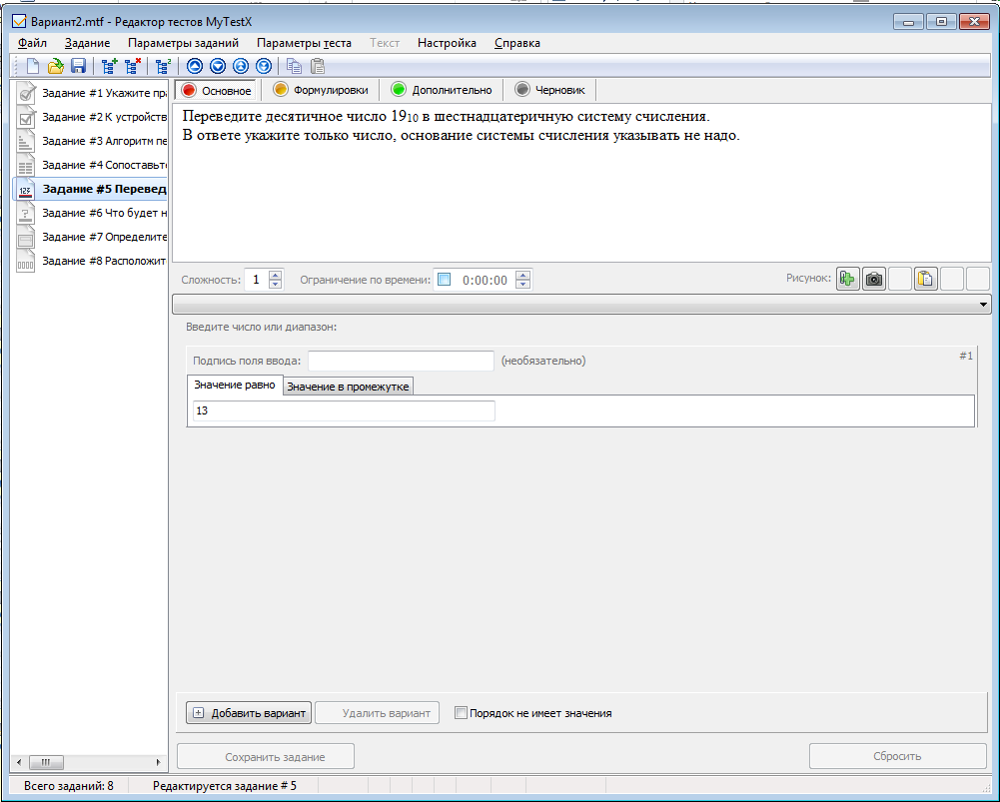 Вариант2.mtf - Редактор тестов MyTestX
Файл Задание Параметры заданий Параметры теста Текст Настройка Справка
Задание #1 Укажите пра
Задание #2 К устройств
Задание #3 Алгоритм пе
Задание #4 Сопоставьте
Задание #5 Перевед
Задание #6 Что будет н
Задание #7 Определите
Задание #8 Расположит
Основное Формулировки Дополнительно Черновик
Переведите десятичное число 19₁₀ в шестнадцатеричную систему счисления.
В ответе укажите только число, основание системы счисления указывать не надо.
Сложность: 1 Ограничение по времени: 0:00:00 Рисунок:
Введите число или диапазон:
Подпись поля ввода: (необязательно) #1
Значение равно Значение в промежутке
13
Добавить вариант Удалить вариант Порядок не имеет значения
Сохранить задание Сбросить
Всего заданий: 8 Редактируется задание # 5